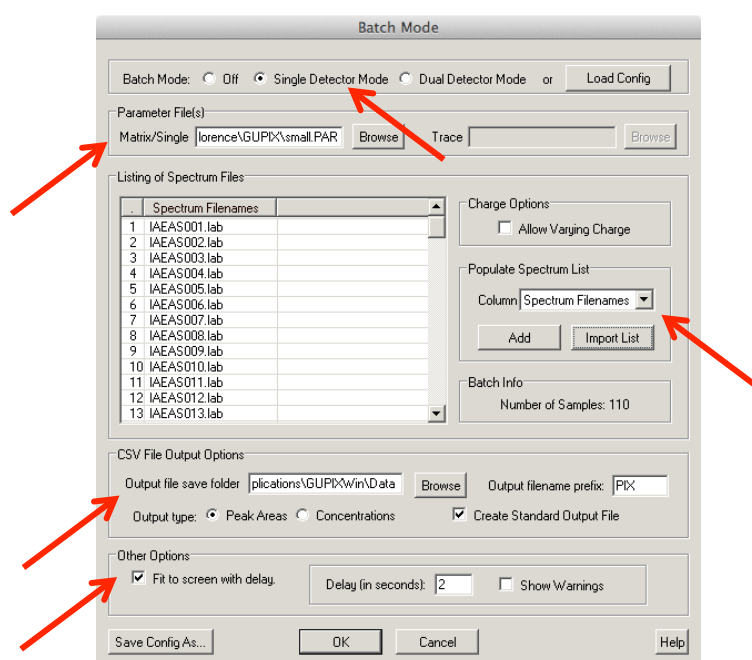 Batch Mode
Batch Mode: Off Single Detector Mode Dual Detector Mode or Load Config
Parameter File(s)
Matrix/Single lorence\GUPIX\small.PAR Browse Trace Browse
Listing of Spectrum Files
. Spectrum Filenames
1 IAEAS001.lab
2 IAEAS002.lab
3 IAEAS003.lab
4 IAEAS004.lab
5 IAEAS005.lab
6 IAEAS006.lab
7 IAEAS007.lab
8 IAEAS008.lab
9 IAEAS009.lab
10 IAEAS010.lab
11 IAEAS011.lab
12 IAEAS012.lab
13 IAEAS013.lab
Charge Options
Allow Varying Charge
Populate Spectrum List
Column Spectrum Filenames
Add Import List
Batch Info
Number of Samples: 110
CSV File Output Options
Output file save folder plications\GUPIXWin\Data Browse Output filename prefix: PIX
Output type: Peak Areas Concentrations Create Standard Output File
Other Options
Fit to screen with delay. Delay (in seconds): 2 Show Warnings
Save Config As... OK Cancel Help